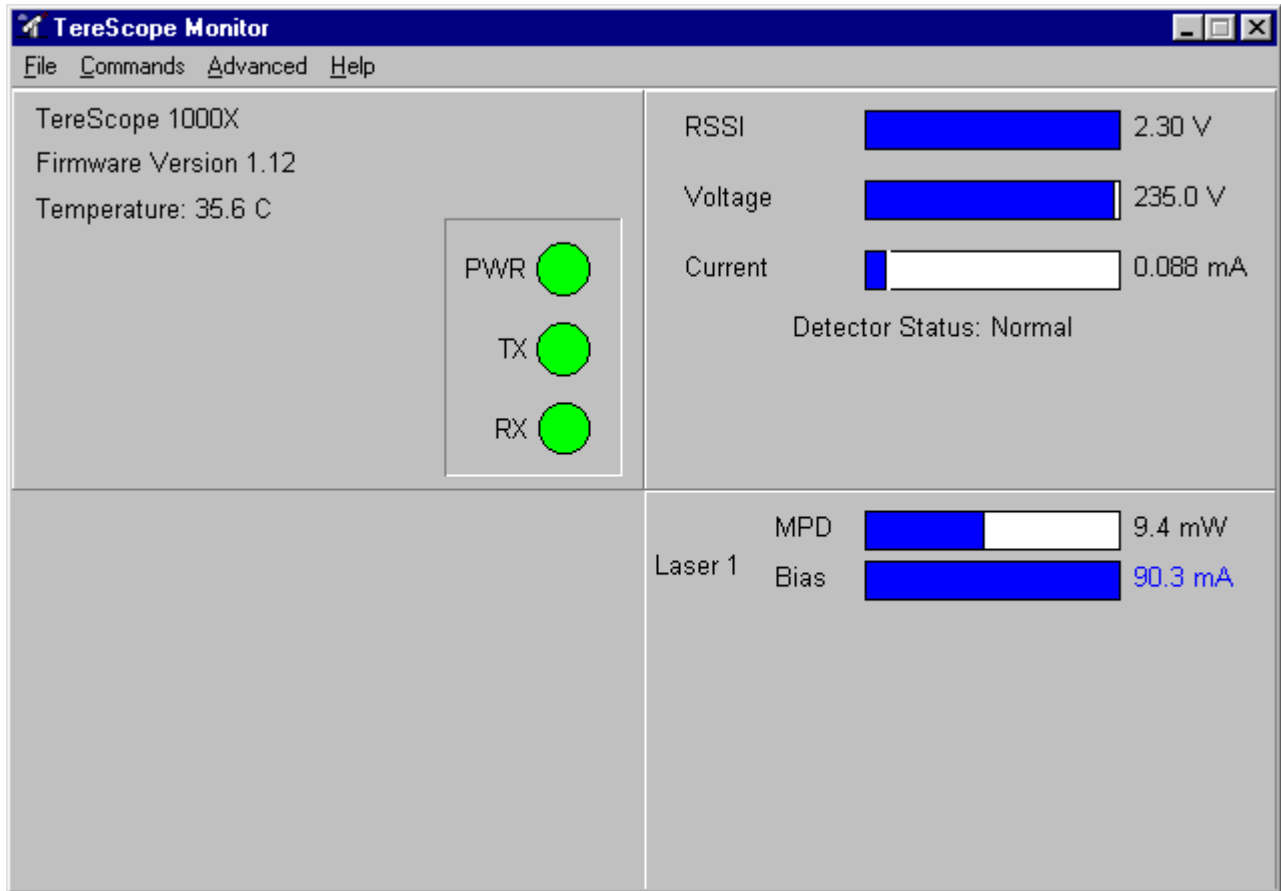 TereScope Monitor
File Commands Advanced Help
TereScope 1000X
Firmware Version 1.12
Temperature: 35.6 C
PWR
TX
RX
RSSI 2.30 V
Voltage 235.0 V
Current 0.088 mA
Detector Status: Normal
Laser 1
MPD 9.4 mW
Bias 90.3 mA